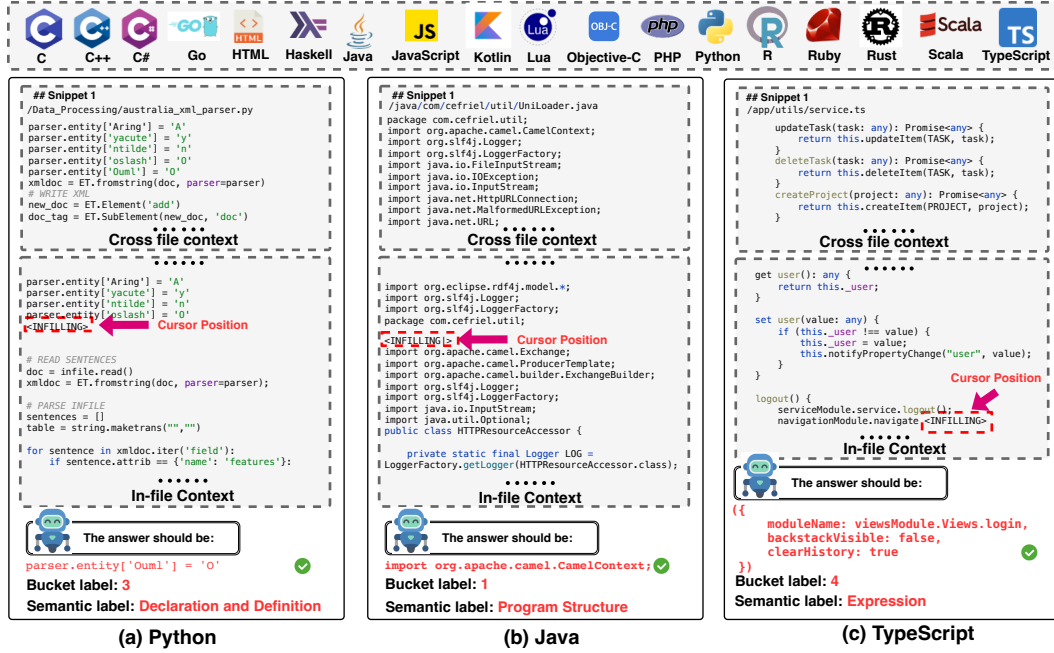 C
C++
C#
GO
Go
HTML
HTML
Haskell
Java
JS
JavaScript
Kotlin
Lua
Lua
OBJ-C
Objective-C
php
PHP
Python
R
Ruby
Rust
Scala
Scala
TS
TypeScript
## Snippet 1
/Data_Processing/australia_xml_parser.py
parser.entity['Aring'] = 'A'
parser.entity['yacute'] = 'y'
parser.entity['ntilde'] = 'n'
parser.entity['oslash'] = 'O'
parser.entity['Ouml'] = 'O'
xmldoc = ET.fromstring(doc, parser=parser)
# WRITE XML
new_doc = ET.Element('add')
doc_tag = ET.SubElement(new_doc, 'doc')
......
Cross file context
......
parser.entity['Aring'] = 'A'
parser.entity['yacute'] = 'y'
parser.entity['ntilde'] = 'n'
parser.entity['oslash'] = 'O'
<INFILLING>
Cursor Position
# READ SENTENCES
doc = infile.read()
xmldoc = ET.fromstring(doc, parser=parser);
# PARSE INFILE
sentences = []
table = string.maketrans("","")
for sentence in xmldoc.iter('field'):
if sentence.attrib == {'name': 'features'}:
......
In-file Context
The answer should be:
parser.entity['Ouml'] = 'O'
Bucket label: 3
Semantic label: Declaration and Definition
(a) Python
## Snippet 1
/java/com/cefriel/util/UniLoader.java
package com.cefriel.util;
import org.apache.camel.CamelContext;
import org.slf4j.Logger;
import org.slf4j.LoggerFactory;
import java.io.FileInputStream;
import java.io.IOException;
import java.io.InputStream;
import java.net.HttpURLConnection;
import java.net.MalformedURLException;
import java.net.URL;
......
Cross file context
......
import org.eclipse.rdf4j.model.*;
import org.slf4j.Logger;
import org.slf4j.LoggerFactory;
package com.cefriel.util;
<INFILLING|>
Cursor Position
import org.apache.camel.Exchange;
import org.apache.camel.ProducerTemplate;
import org.apache.camel.builder.ExchangeBuilder;
import org.slf4j.Logger;
import java.io.InputStream;
import java.util.Optional;
public class HTTPResourceAccessor {
private static final Logger LOG =
LoggerFactory.getLogger(HTTPResourceAccessor.class);
......
In-file Context
The answer should be:
import org.apache.camel.CamelContext;
Bucket label: 1
Semantic label: Program Structure
(b) Java
## Snippet 1
/app/utils/service.ts
updateTask(task: any): Promise<any> {
return this.updateItem(TASK, task);
}
deleteTask(task: any): Promise<any> {
return this.deleteItem(TASK, task);
}
createProject(project: any): Promise<any> {
return this.createItem(PROJECT, project);
}
......
Cross file context
......
get user(): any {
return this._user;
}
set user(value: any) {
if (this._user !== value) {
this._user = value;
this.notifyPropertyChange("user", value);
}
}
Cursor Position
logout() {
serviceModule.service.logout();
navigationModule.navigate <INFILLING>
......
In-file Context
The answer should be:
({
moduleName: viewsModule.Views.login,
backstackVisible: false,
clearHistory: true
})
Bucket label: 4
Semantic label: Expression
(c) TypeScript